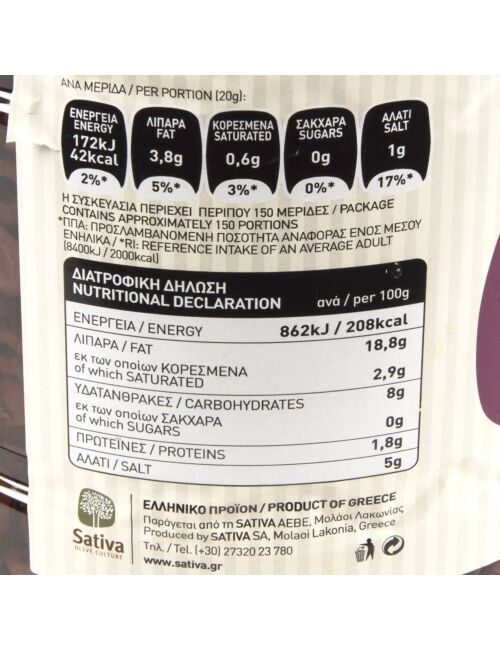 ΑΝΑ ΜΕΡΙΔΑ / PER PORTION (20g):
ΕΝΕΡΓΕΙΑ
ENERGY
172kJ
42kcal
2%*
ΛΙΠΑΡΑ
FAT
3,8g
5%*
ΚΟΡΕΣΜΕΝΑ
SATURATED
0,6g
3%*
ΣΑΚΧΑΡΑ
SUGARS
0g
0%*
ΑΛΑΤΙ
SALT
1g
17%*
Η ΣΥΣΚΕΥΑΣΙΑ ΠΕΡΙΕΧΕΙ ΠΕΡΙΠΟΥ 150 ΜΕΡΙΔΕΣ / PACKAGE
CONTAINS APPROXIMATELY 150 PORTIONS
*ΠΠΑ: ΠΡΟΣΛΑΜΒΑΝΟΜΕΝΗ ΠΟΣΟΤΗΤΑ ΑΝΑΦΟΡΑΣ ΕΝΟΣ ΜΕΣΟΥ
ΕΝΗΛΙΚΑ / *RI: REFERENCE INTAKE OF AN AVERAGE ADULT
(8400kJ / 2000kcal)
ΔΙΑΤΡΟΦΙΚΗ ΔΗΛΩΣΗ
NUTRITIONAL DECLARATION ανά / per 100g
ΕΝΕΡΓΕΙΑ / ENERGY 862kJ / 208kcal
ΛΙΠΑΡΑ / FAT 18,8g
εκ των οποίων ΚΟΡΕΣΜΕΝΑ
of which SATURATED 2,9g
ΥΔΑΤΑΝΘΡΑΚΕΣ / CARBOHYDRATES 8g
εκ των οποίων ΣΑΚΧΑΡΑ
of which SUGARS 0g
ΠΡΩΤΕΪΝΕΣ / PROTEINS 1,8g
ΑΛΑΤΙ / SALT 5g
ΕΛΛΗΝΙΚΟ ΠΡΟΪΟΝ / PRODUCT OF GREECE
Παράγεται από τη SATIVA ΑΕΒΕ, Μολάοι Λακωνίας
Produced by SATIVA SA, Molaoi Lakonia, Greece
Τηλ. / Tel. (+30) 27320 23 780
www.sativa.gr
Sativa
OLIVE CULTURE